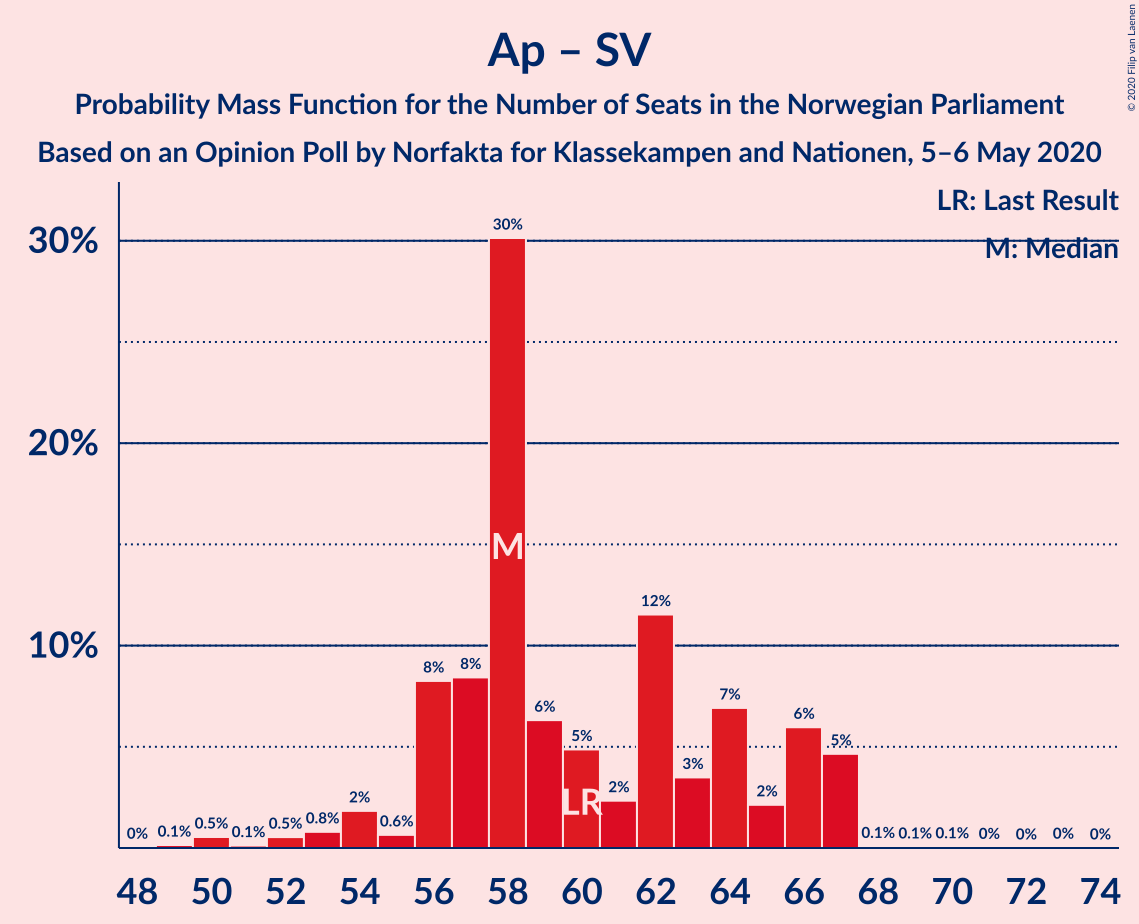 Ap – SV
Probability Mass Function for the Number of Seats in the Norwegian Parliament
Based on an Opinion Poll by Norfakta for Klassekampen and Nationen, 5–6 May 2020
© 2020 Filip van Laenen
LR: Last Result
M: Median
30%
20%
10%
0% 0.1% 0.5% 0.1% 0.5% 0.8% 2% 0.6% 8% 8% 30% 6% 5% 2% 12% 3% 7% 2% 6% 5% 0.1% 0.1% 0.1% 0% 0% 0% 0%
M
LR
48 50 52 54 56 58 60 62 64 66 68 70 72 74